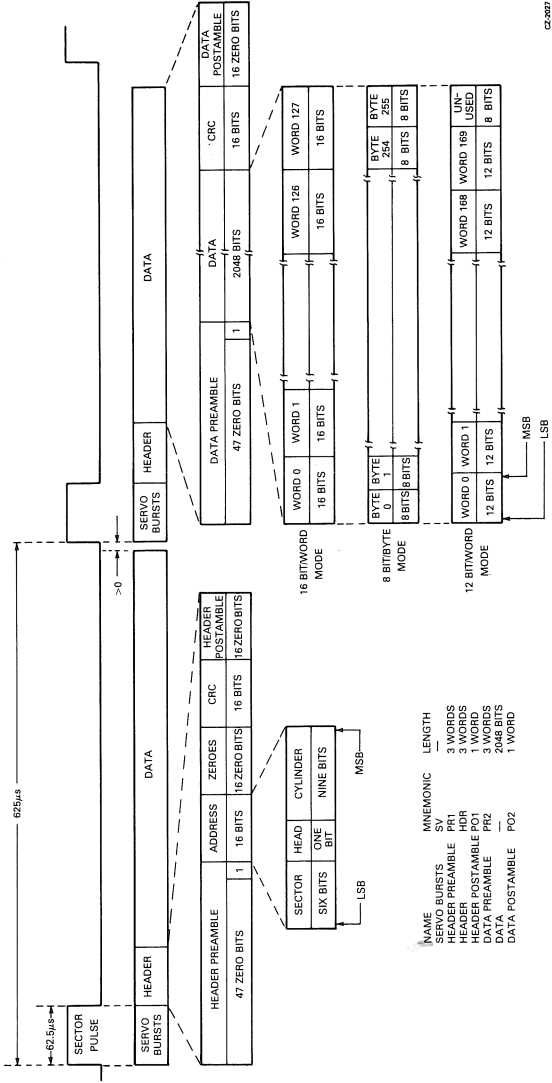 625μs
62.5μs
SECTOR
PULSE
>0
SERVO
BURSTS
HEADER
DATA
SERVO
BURSTS
HEADER
DATA
HEADER PREAMBLE
ADDRESS
ZEROES
CRC
HEADER
POSTAMBLE
47 ZERO BITS
1
16 BITS
16 ZERO BITS
16 BITS
16 ZERO BITS
SECTOR
HEAD
CYLINDER
SIX BITS
ONE
BIT
NINE BITS
LSB
MSB
DATA PREAMBLE
DATA
CRC
DATA
POSTAMBLE
47 ZERO BITS
1
2048 BITS
16 BITS
16 ZERO BITS
16 BIT/WORD
MODE
WORD 0
WORD 1
WORD 126
WORD 127
16 BITS
16 BITS
16 BITS
16 BITS
8 BIT/BYTE
MODE
BYTE
0
BYTE
1
BYTE
254
BYTE
255
8 BITS
8 BITS
8 BITS
8 BITS
12 BIT/WORD
MODE
WORD 0
WORD 1
WORD 168
WORD 169
UN-
USED
12 BITS
12 BITS
12 BITS
12 BITS
8 BITS
MSB
LSB
NAME MNEMONIC LENGTH
SERVO BURSTS SV —
HEADER PREAMBLE PR1 3 WORDS
HEADER HDR 3 WORDS
HEADER POSTAMBLE PO1 1 WORD
DATA PREAMBLE PR2 3 WORDS
DATA — 2048 BITS
DATA POSTAMBLE PO2 1 WORD
CZ-2027